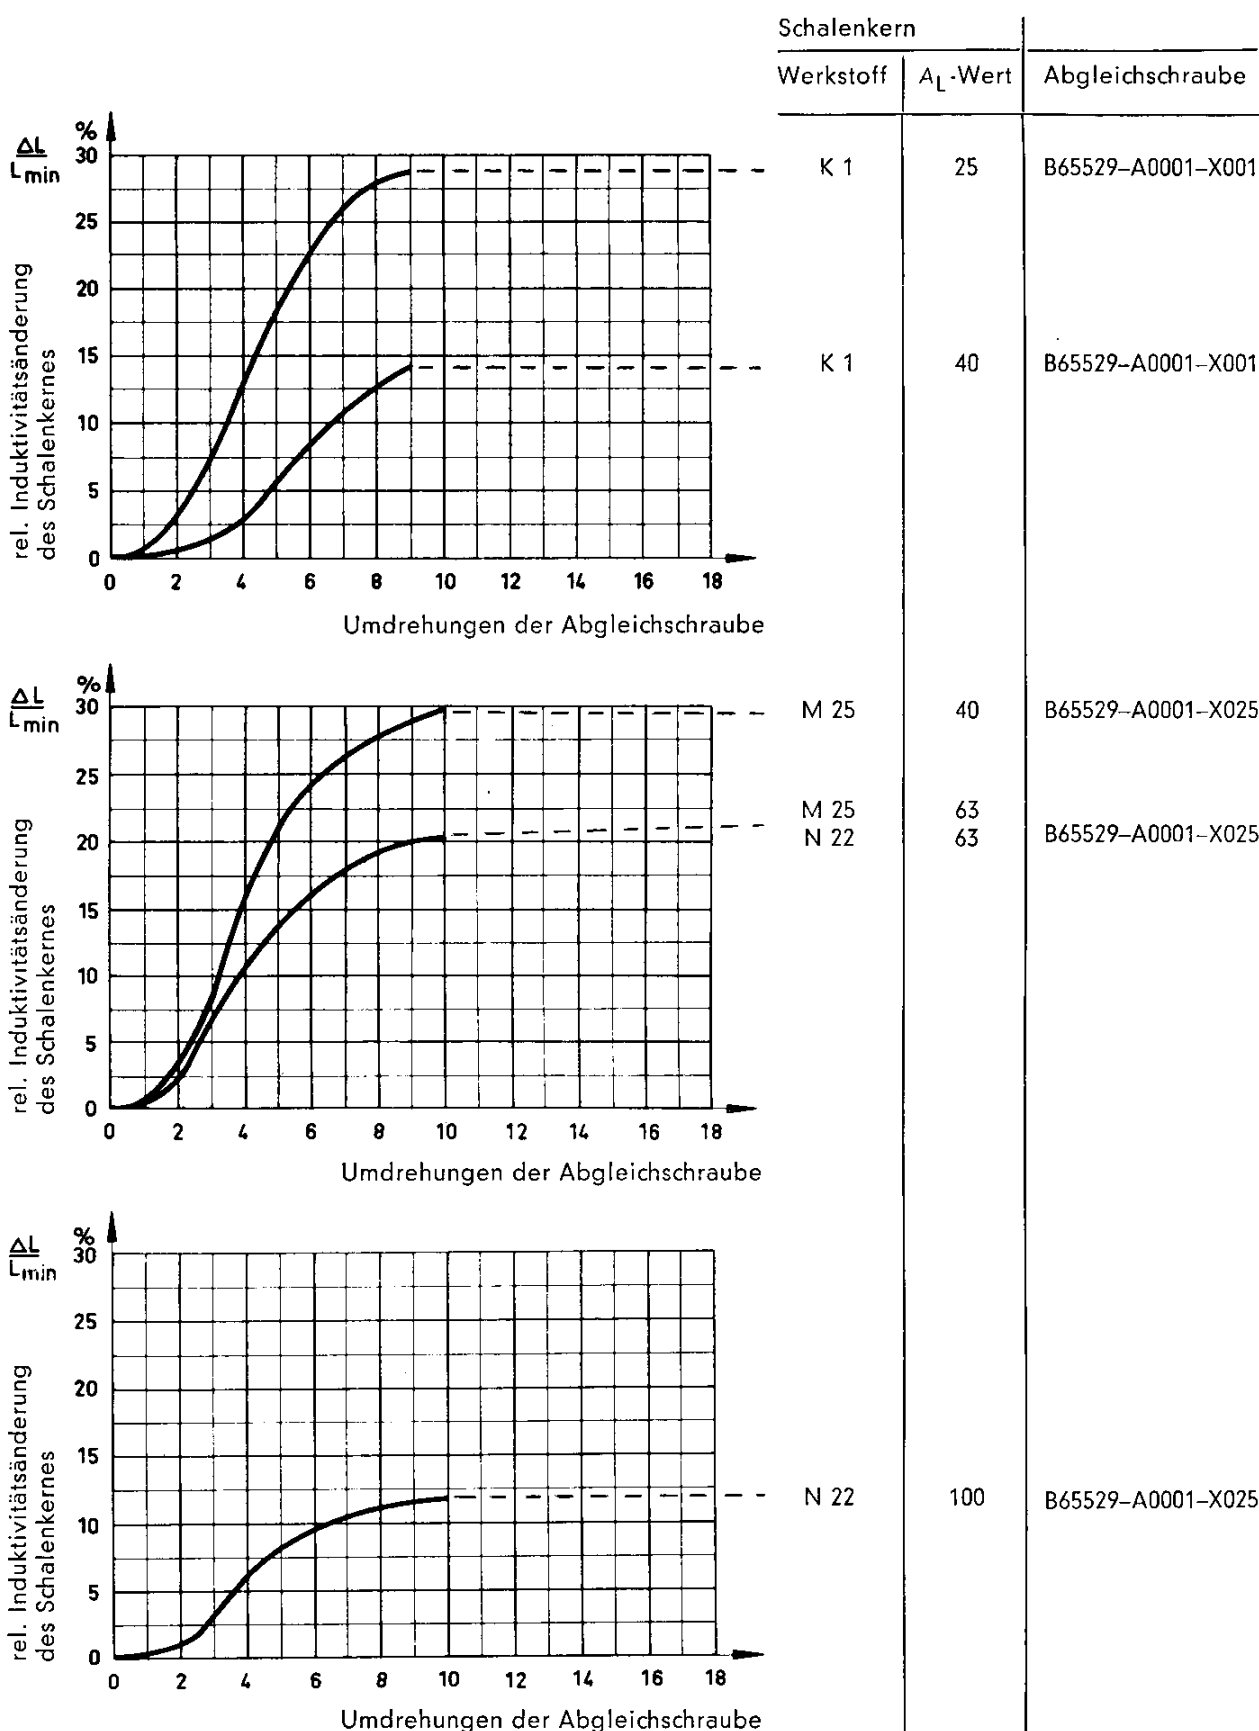 Schalenkern
Werkstoff AL-Wert Abgleichschraube
%
ΔL
Lmin
30
25
20
15
10
5
0
rel. Induktivitätsänderung
des Schalenkernes
0 2 4 6 8 10 12 14 16 18
Umdrehungen der Abgleichschraube
K 1 25 B65529–A0001–X001
K 1 40 B65529–A0001–X001
%
ΔL
Lmin
30
25
20
15
10
5
0
rel. Induktivitätsänderung
des Schalenkernes
0 2 4 6 8 10 12 14 16 18
Umdrehungen der Abgleichschraube
M 25 40 B65529–A0001–X025
M 25 63
N 22 63 B65529–A0001–X025
%
ΔL
Lmin
30
25
20
15
10
5
0
rel. Induktivitätsänderung
des Schalenkernes
0 2 4 6 8 10 12 14 16 18
Umdrehungen der Abgleichschraube
N 22 100 B65529–A0001–X025